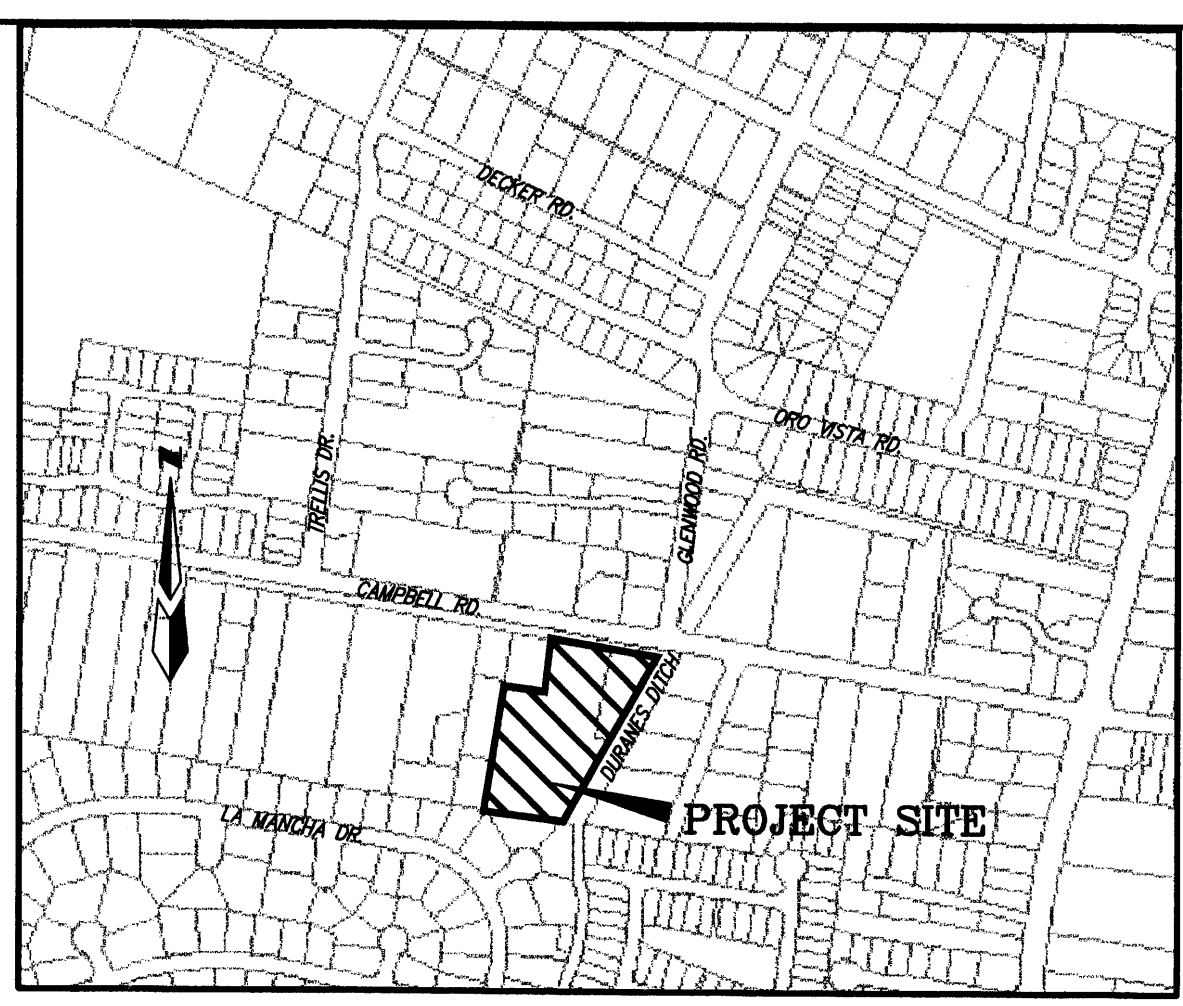 DECKER RD.
ORO VISTA RD.
TRELLIS DR.
GLENWOOD RD.
CAMPBELL RD.
DURANES DITCH
LA MANCHA DR.
PROJECT SITE